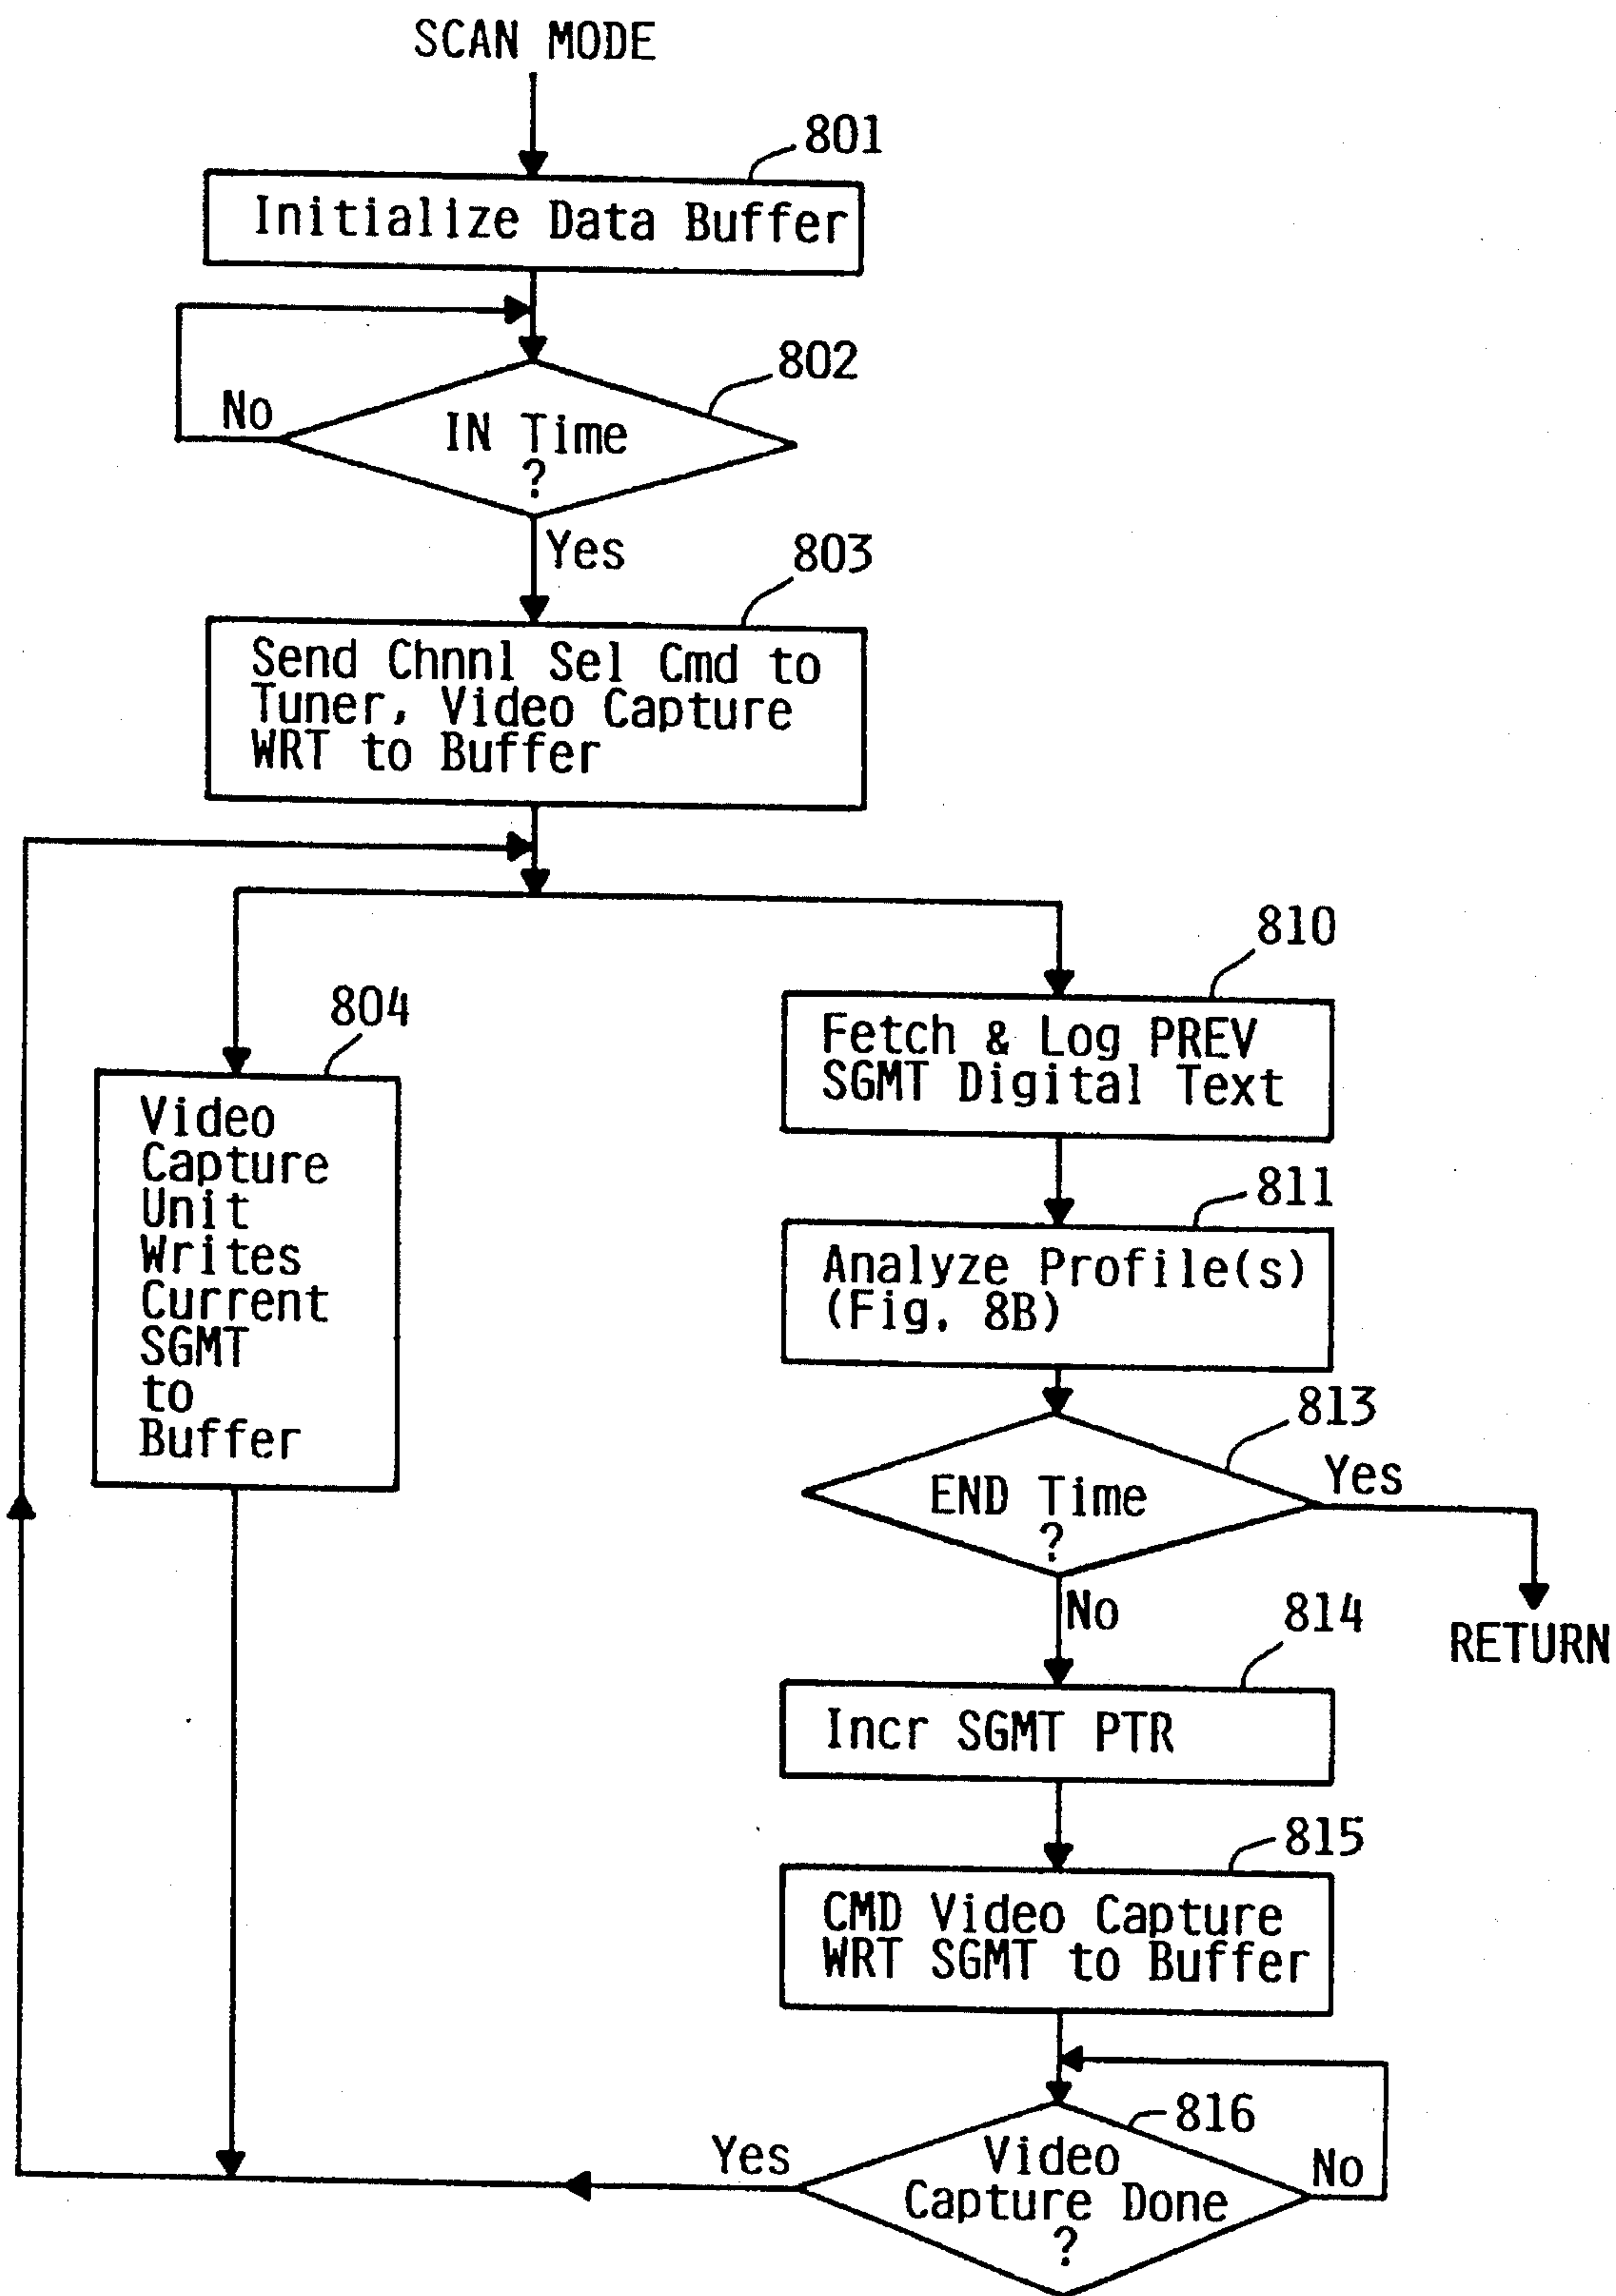 SCAN MODE
801
Initialize Data Buffer
802
No
IN Time
?
Yes
803
Send Chnnl Sel Cmd to
Tuner, Video Capture
WRT to Buffer
810
804
Fetch & Log PREV
SGMT Digital Text
Video
Capture
Unit
Writes
Current
SGMT
to
Buffer
811
Analyze Profile(s)
(Fig. 8B)
813
Yes
END Time
?
No
RETURN
814
Incr SGMT PTR
815
CMD Video Capture
WRT SGMT to Buffer
816
Yes
Video
Capture Done
?
No